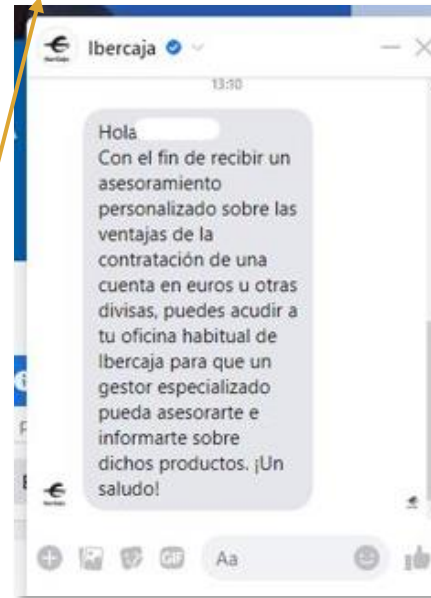 Ibercaja
13:10
Hola
Con el fin de recibir un
asesoramiento
personalizado sobre las
ventajas de la
contratación de una
cuenta en euros u otras
divisas, puedes acudir a
tu oficina habitual de
Ibercaja para que un
gestor especializado
pueda asesorarte e
informarte sobre
dichos productos. ¡Un
saludo!
GIF
Aa